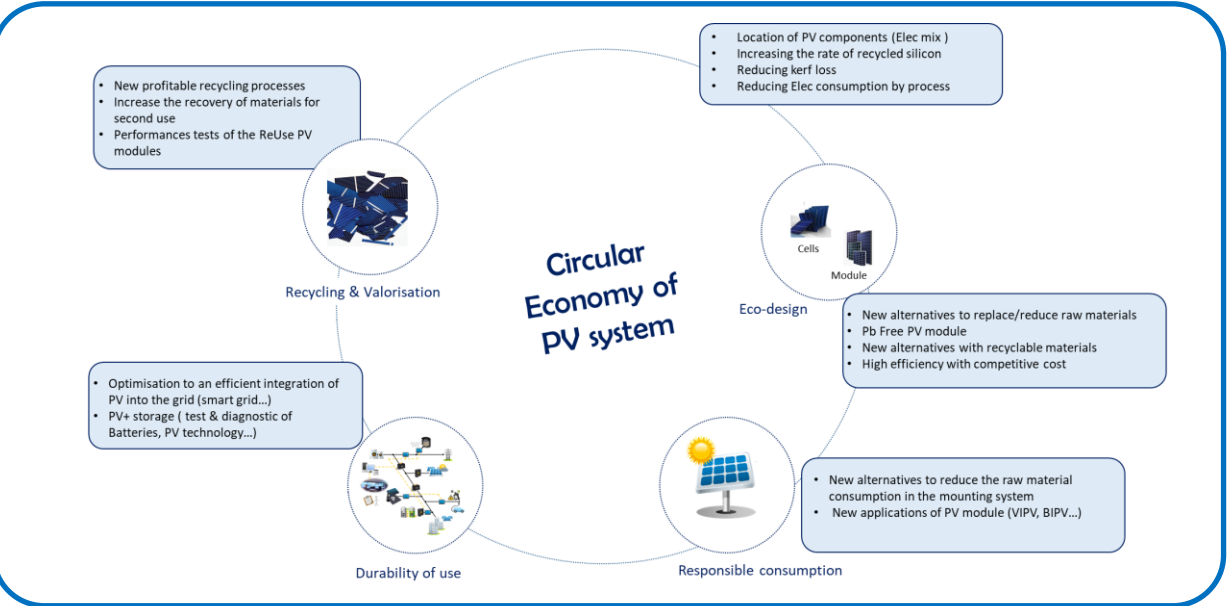 • Location of PV components (Elec mix )
• Increasing the rate of recycled silicon
• Reducing kerf loss
• Reducing Elec consumption by process
• New profitable recycling processes
• Increase the recovery of materials for
second use
• Performances tests of the ReUse PV
modules
Cells
Module
Circular
Economy of
PV system
Recycling & Valorisation
Eco-design
• New alternatives to replace/reduce raw materials
• Pb Free PV module
• New alternatives with recyclable materials
• High efficiency with competitive cost
• Optimisation to an efficient integration of
PV into the grid (smart grid…)
• PV+ storage ( test & diagnostic of
Batteries, PV technology…)
• New alternatives to reduce the raw material
consumption in the mounting system
• New applications of PV module (VIPV, BIPV…)
Durability of use
Responsible consumption